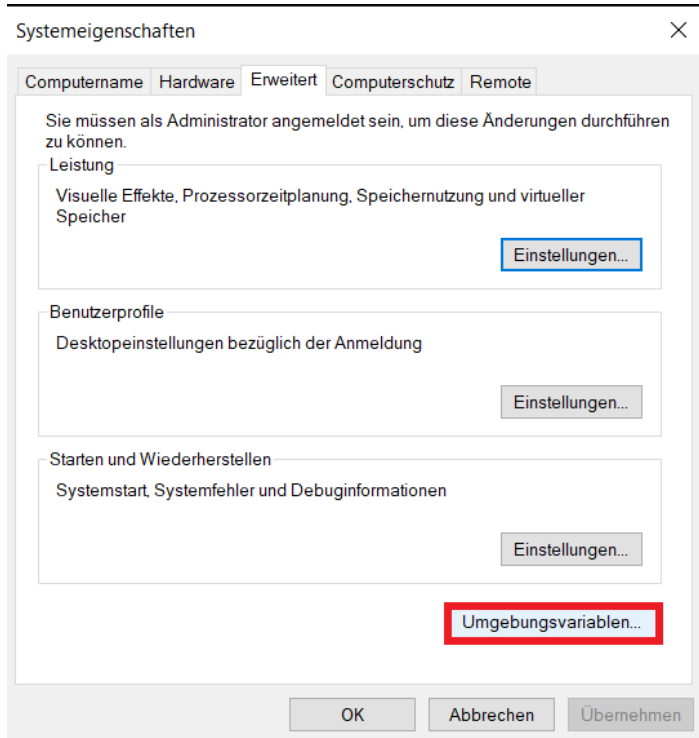 Systemeigenschaften
Computername Hardware Erweitert Computerschutz Remote
Sie müssen als Administrator angemeldet sein, um diese Änderungen durchführen
zu können.
Leistung
Visuelle Effekte, Prozessorzeitplanung, Speichernutzung und virtueller
Speicher
Einstellungen...
Benutzerprofile
Desktopeinstellungen bezüglich der Anmeldung
Einstellungen...
Starten und Wiederherstellen
Systemstart, Systemfehler und Debuginformationen
Einstellungen...
Umgebungsvariablen...
OK Abbrechen Übernehmen